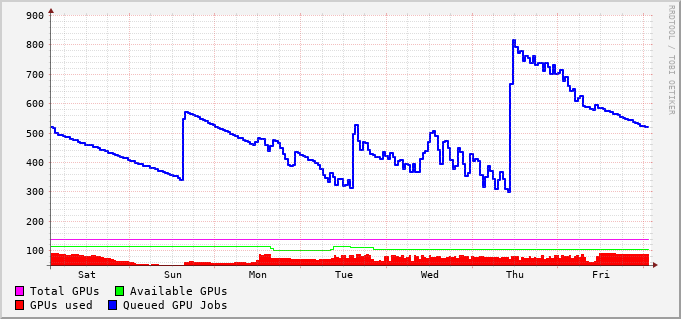 900
800
700
600
500
400
300
200
100
Sat Sun Mon Tue Wed Thu Fri
Total GPUs Available GPUs
GPUs used Queued GPU Jobs
RRDTOOL / TOBI OETIKER